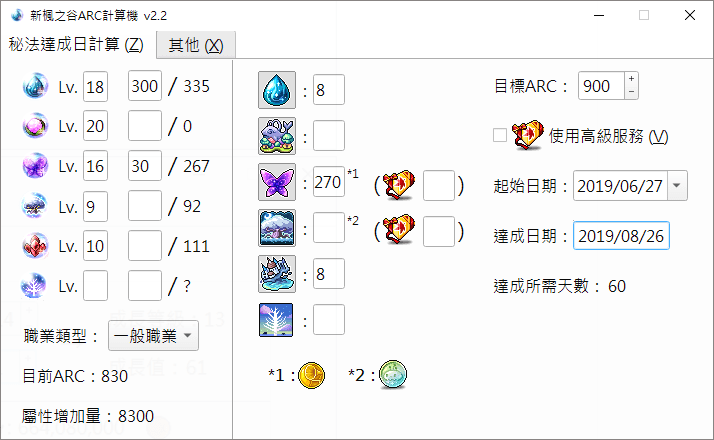 新楓之谷ARC計算機 v2.2
秘法達成日計算 (Z) 其他 (X)
Lv. 18 300 / 335
Lv. 20 / 0
Lv. 16 30 / 267
Lv. 9 / 92
Lv. 10 / 111
Lv. / ?
職業類型： 一般職業
目前ARC：830
屬性增加量：8300
: 8
:
: 270 *1 ( )
: *2 ( )
: 8
:
*1 : *2 :
目標ARC： 900
使用高級服務 (V)
起始日期： 2019/06/27
達成日期： 2019/08/26
達成所需天數： 60